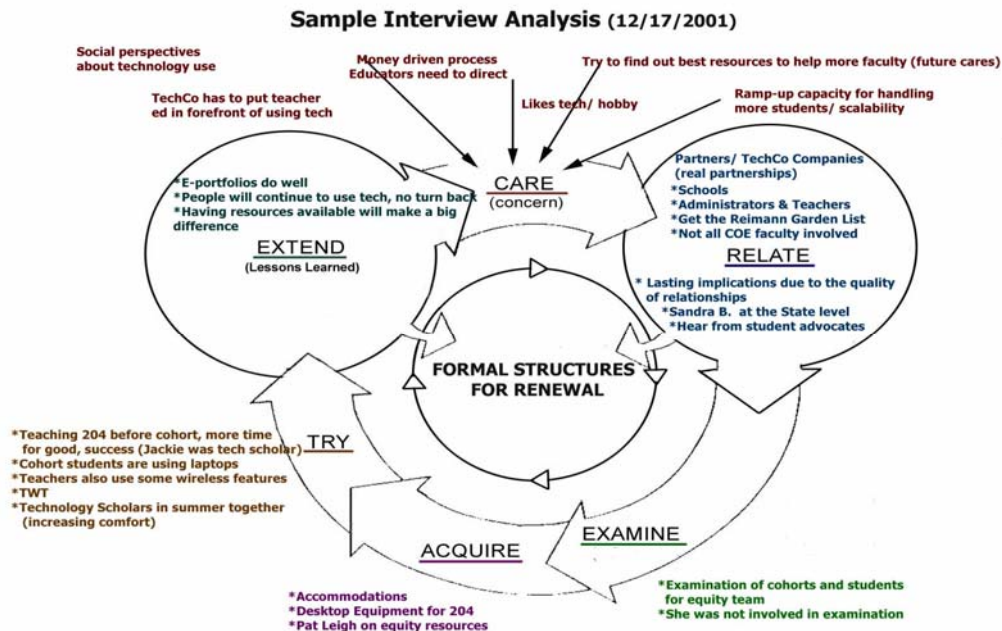 Sample Interview Analysis (12/17/2001)
Social perspectives
about technology use
Money driven process
Educators need to direct
Try to find out best resources to help more faculty (future cares)
TechCo has to put teacher
ed in forefront of using tech
Likes tech/ hobby
Ramp-up capacity for handling
more students/ scalability
CARE
(concern)
*E-portfolios do well
*People will continue to use tech, no turn back
*Having resources available will make a big
difference
EXTEND
(Lessons Learned)
Partners/ TechCo Companies
(real partnerships)
*Schools
*Administrators & Teachers
*Get the Reimann Garden List
*Not all COE faculty involved
RELATE
* Lasting implications due to the quality
of relationships
*Sandra B. at the State level
*Hear from student advocates
FORMAL STRUCTURES
FOR RENEWAL
TRY
*Teaching 204 before cohort, more time
for good, success (Jackie was tech scholar)
*Cohort students are using laptops
*Teachers also use some wireless features
*TWT
*Technology Scholars in summer together
(increasing comfort)
ACQUIRE
*Accommodations
*Desktop Equipment for 204
*Pat Leigh on equity resources
EXAMINE
*Examination of cohorts and students
for equity team
*She was not involved in examination